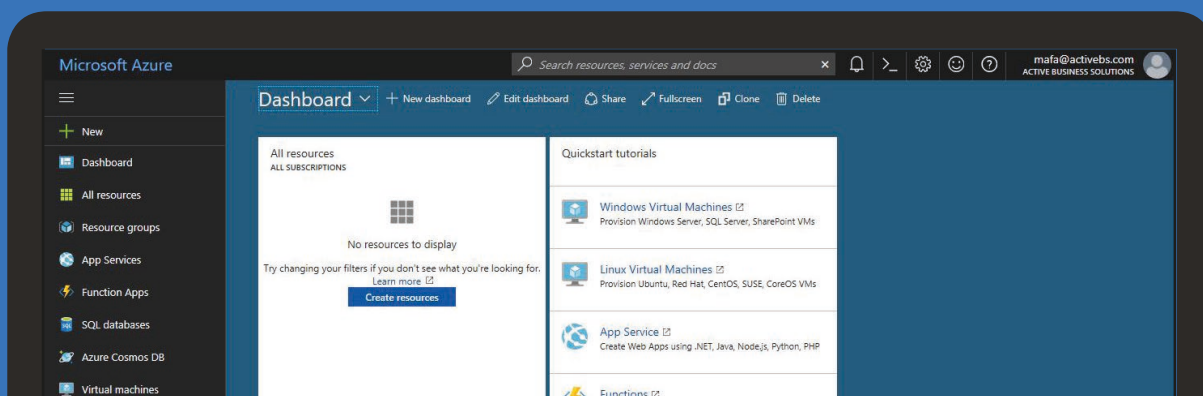 Microsoft Azure
Search resources, services and docs
mafa@activebs.com
ACTIVE BUSINESS SOLUTIONS
Dashboard
New dashboard
Edit dashboard
Share
Fullscreen
Clone
Delete
New
Dashboard
All resources
Resource groups
App Services
Function Apps
SQL databases
Azure Cosmos DB
Virtual machines
All resources
ALL SUBSCRIPTIONS
No resources to display
Try changing your filters if you don't see what you're looking for.
Learn more
Create resources
Quickstart tutorials
Windows Virtual Machines
Provision Windows Server, SQL Server, SharePoint VMs
Linux Virtual Machines
Provision Ubuntu, Red Hat, CentOS, SUSE, CoreOS VMs
App Service
Create Web Apps using .NET, Java, Node.js, Python, PHP
Functions